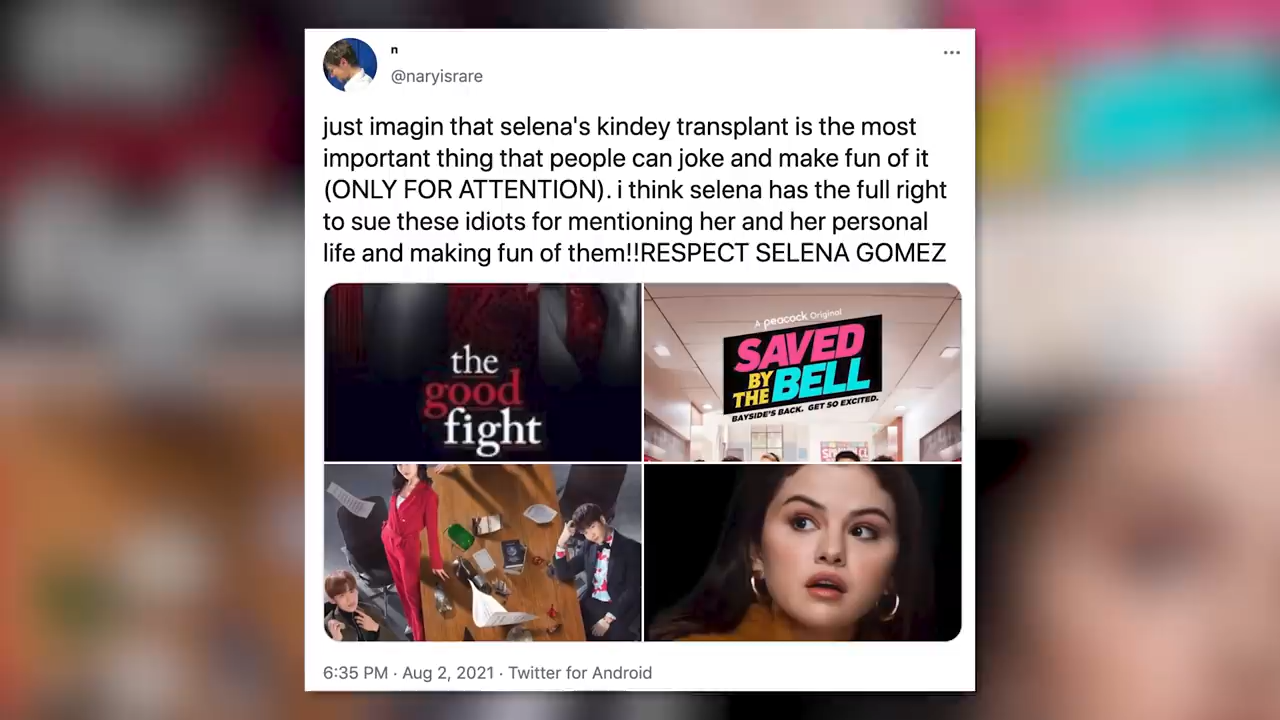 n
@naryisrare
just imagin that selena's kindey transplant is the most
important thing that people can joke and make fun of it
(ONLY FOR ATTENTION). i think selena has the full right
to sue these idiots for mentioning her and her personal
life and making fun of them!!RESPECT SELENA GOMEZ
the
good
fight
A peacock Original
SAVED
BY THE BELL
BAYSIDE'S BACK. GET SO EXCITED.
6:35 PM · Aug 2, 2021 · Twitter for Android